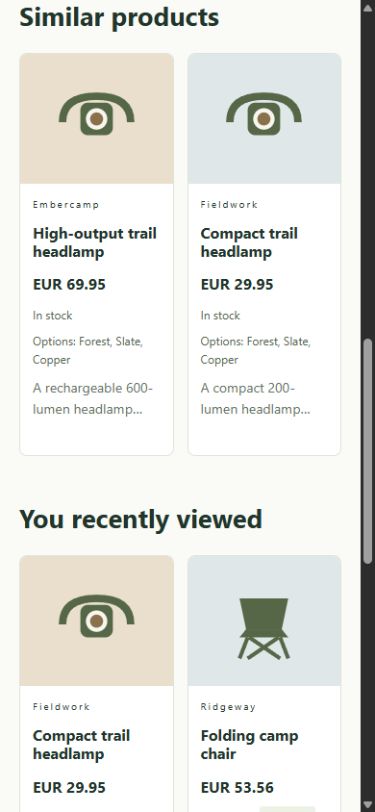 Similar products
Embercamp
High-output trail
headlamp
EUR 69.95
In stock
Options: Forest, Slate,
Copper
A rechargeable 600-
lumen headlamp...
Fieldwork
Compact trail
headlamp
EUR 29.95
In stock
Options: Forest, Slate,
Copper
A compact 200-
lumen headlamp...
You recently viewed
Fieldwork
Compact trail
headlamp
EUR 29.95
Ridgeway
Folding camp
chair
EUR 53.56